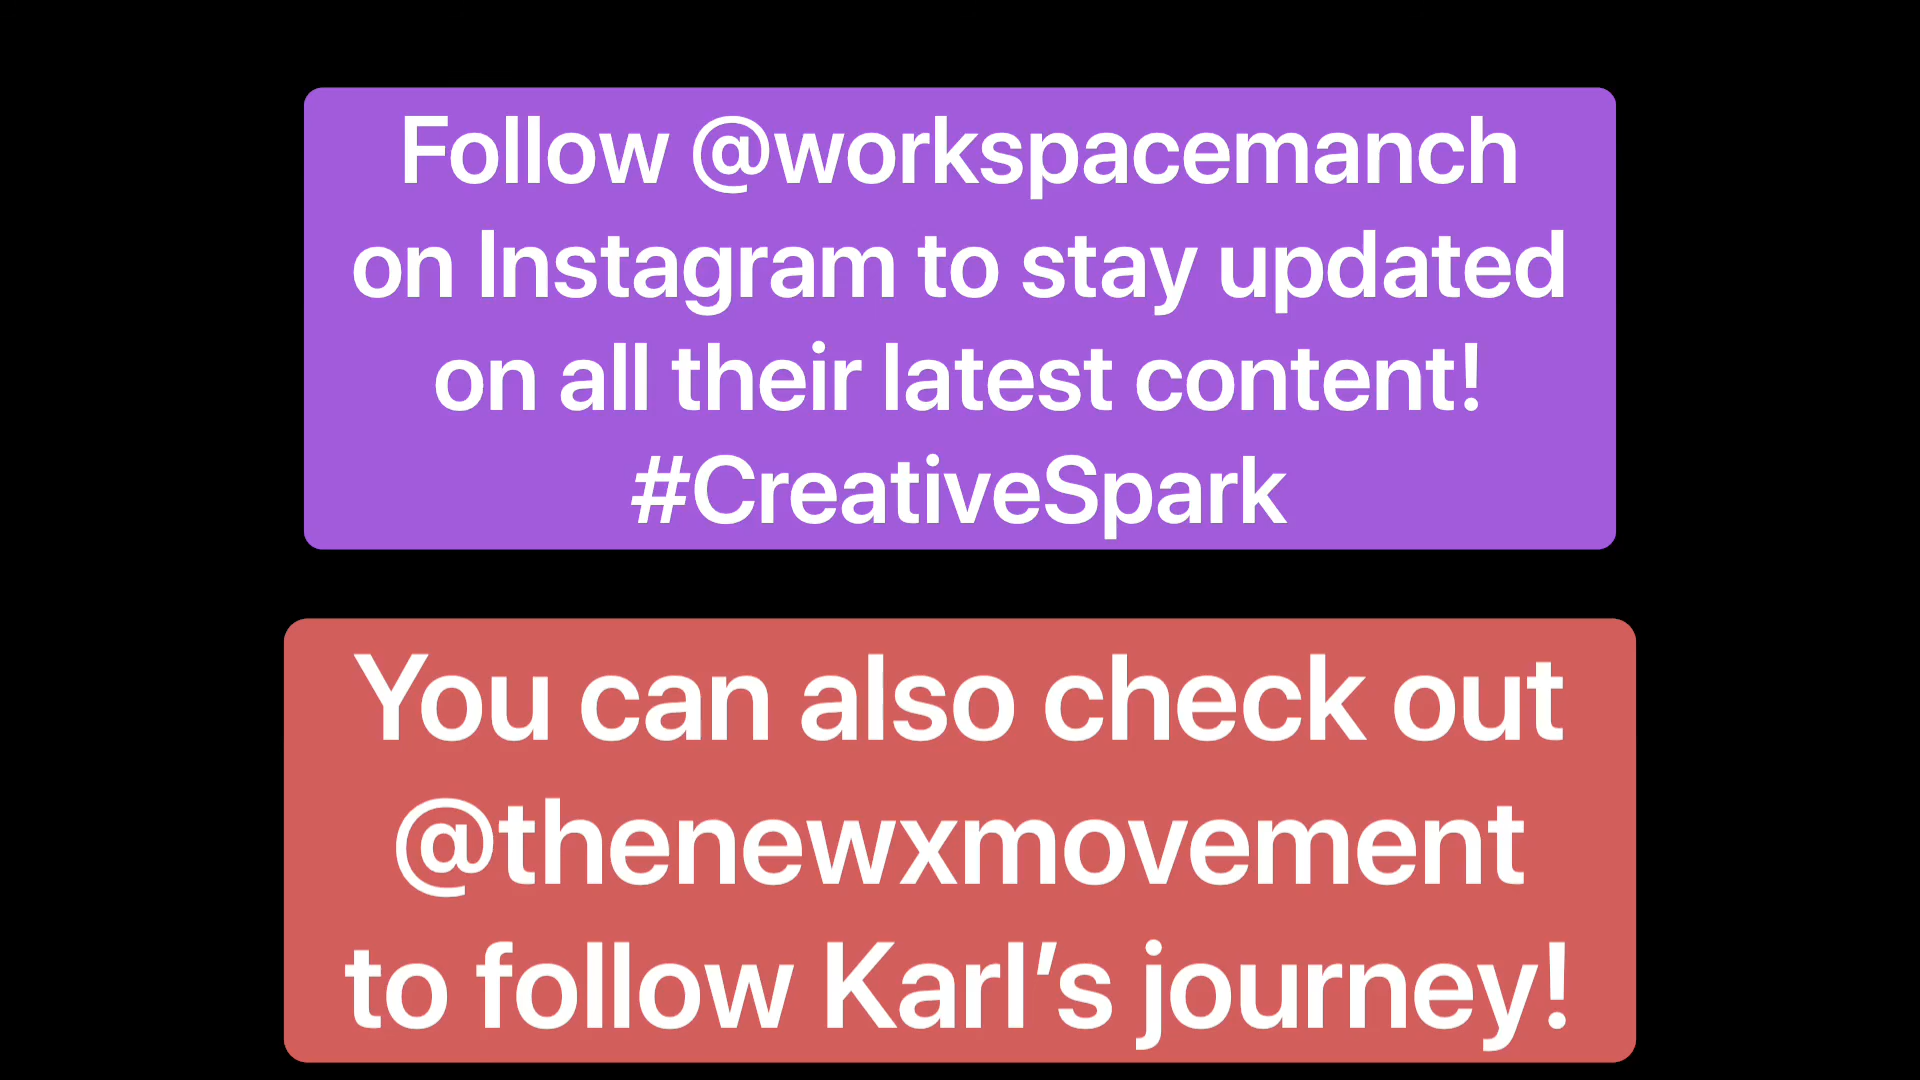 Follow @workspacemanch
on Instagram to stay updated
on all their latest content!
#CreativeSpark
You can also check out
@thenewxmovement
to follow Karl’s journey!